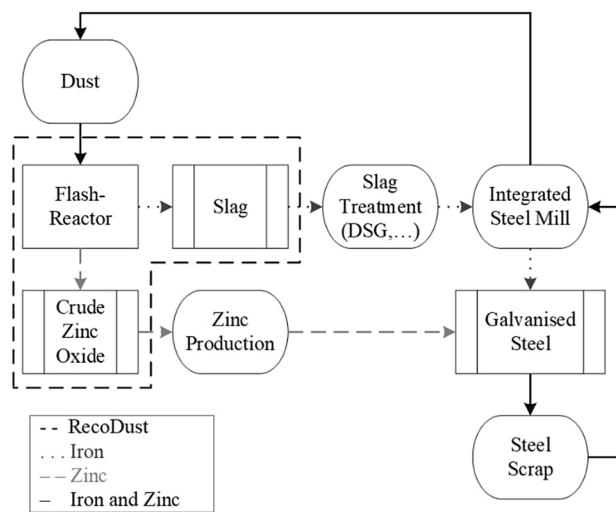 Dust
Flash-
Reactor
Slag
Slag
Treatment
(DSG,...)
Integrated
Steel Mill
Crude
Zinc
Oxide
Zinc
Production
Galvanised
Steel
RecoDust
Iron
Zinc
Iron and Zinc
Steel
Scrap